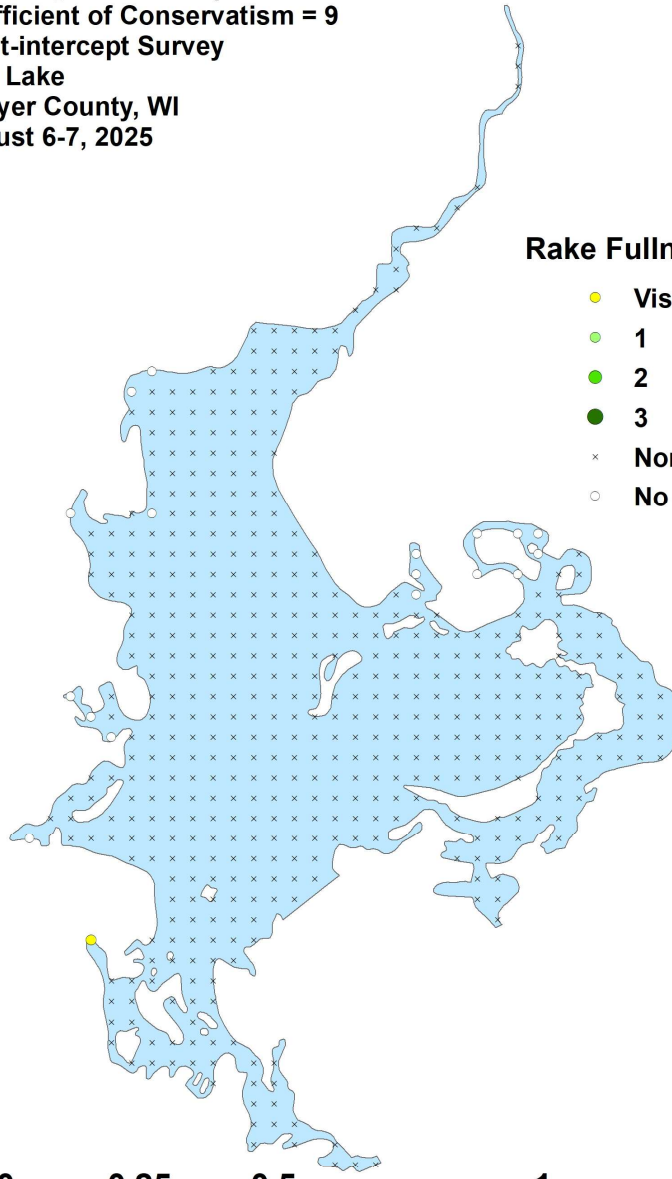 fficient of Conservatism = 9
t-intercept Survey
Lake
yer County, WI
ust 6-7, 2025
Rake Fulln
Vis
1
2
3
Nor
No
0.25
0.5
1